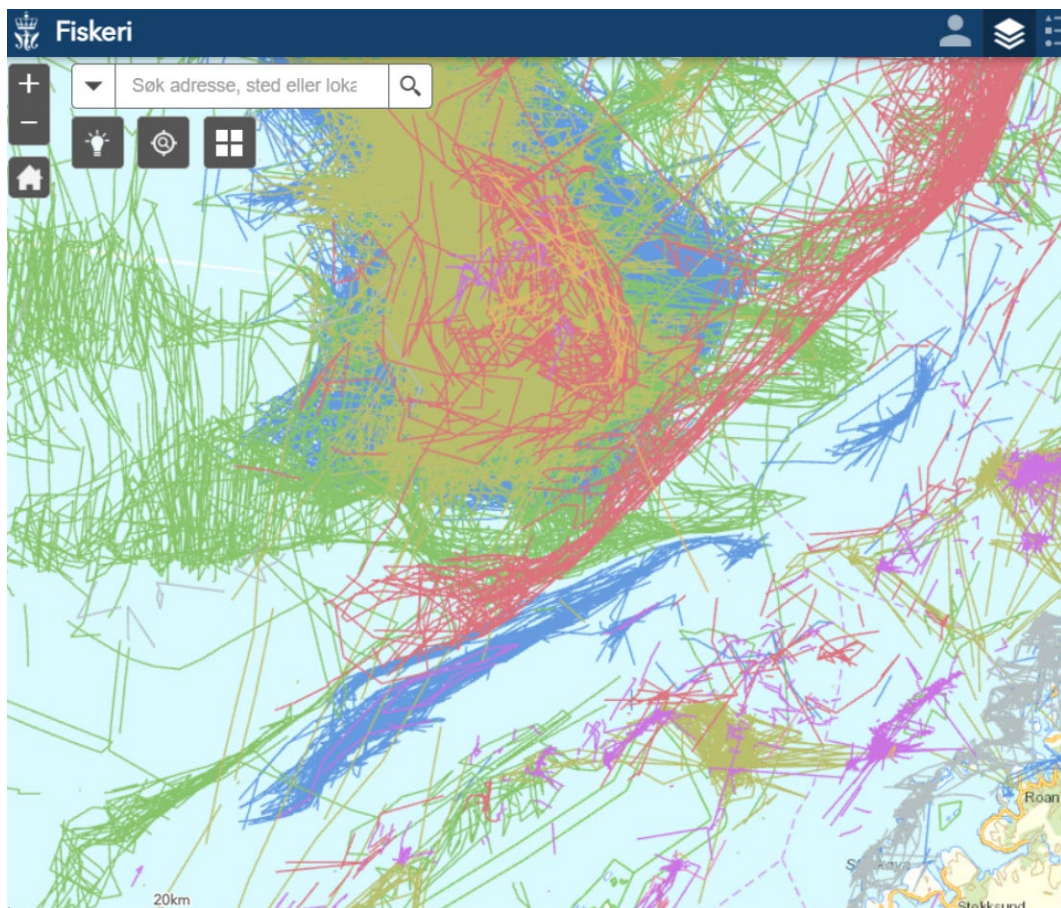 Fiskeri
+
Søk adresse, sted eller loka
−
Roan
Stokksund
20km